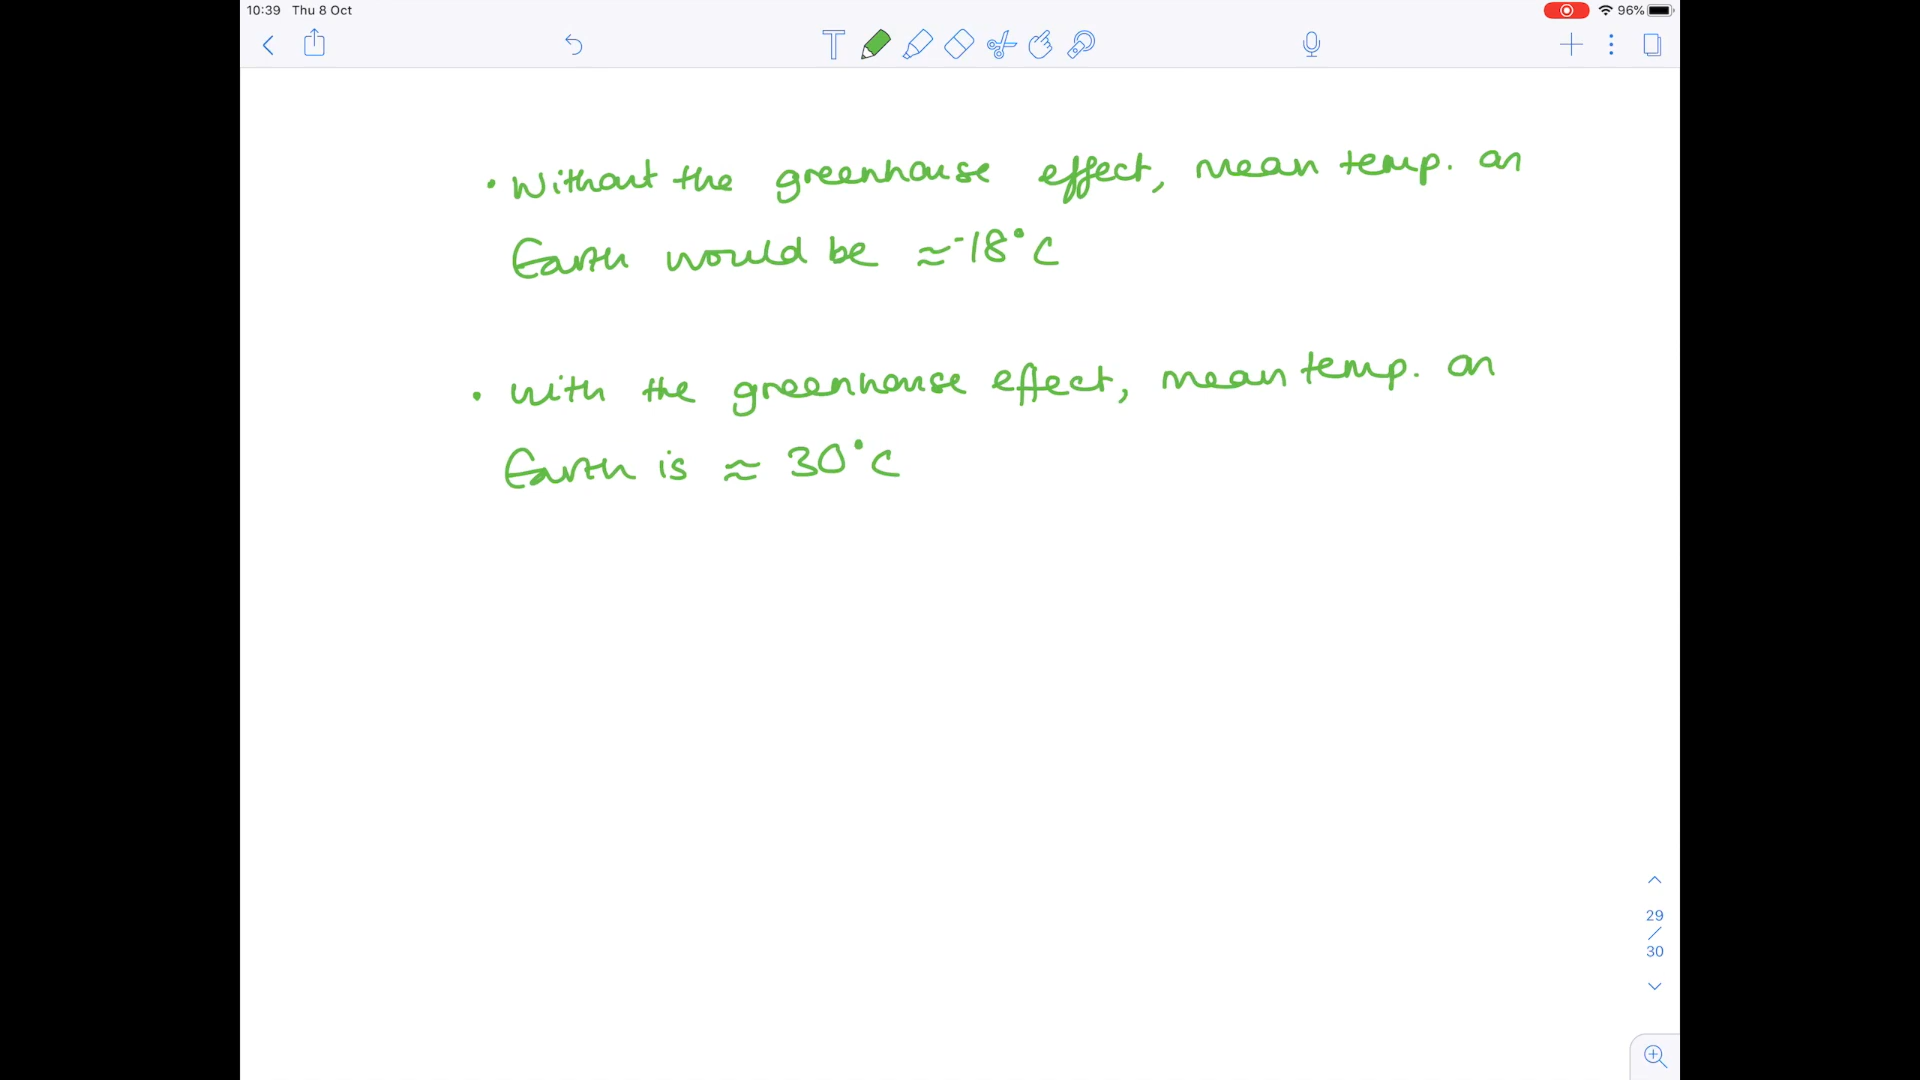 10:39 Thu 8 Oct 96%
T
• Without the greenhouse effect, mean temp. on
Earth would be ≈ -18°C
• With the greenhouse effect, mean temp. on
Earth is ≈ 30°C
29
/
30